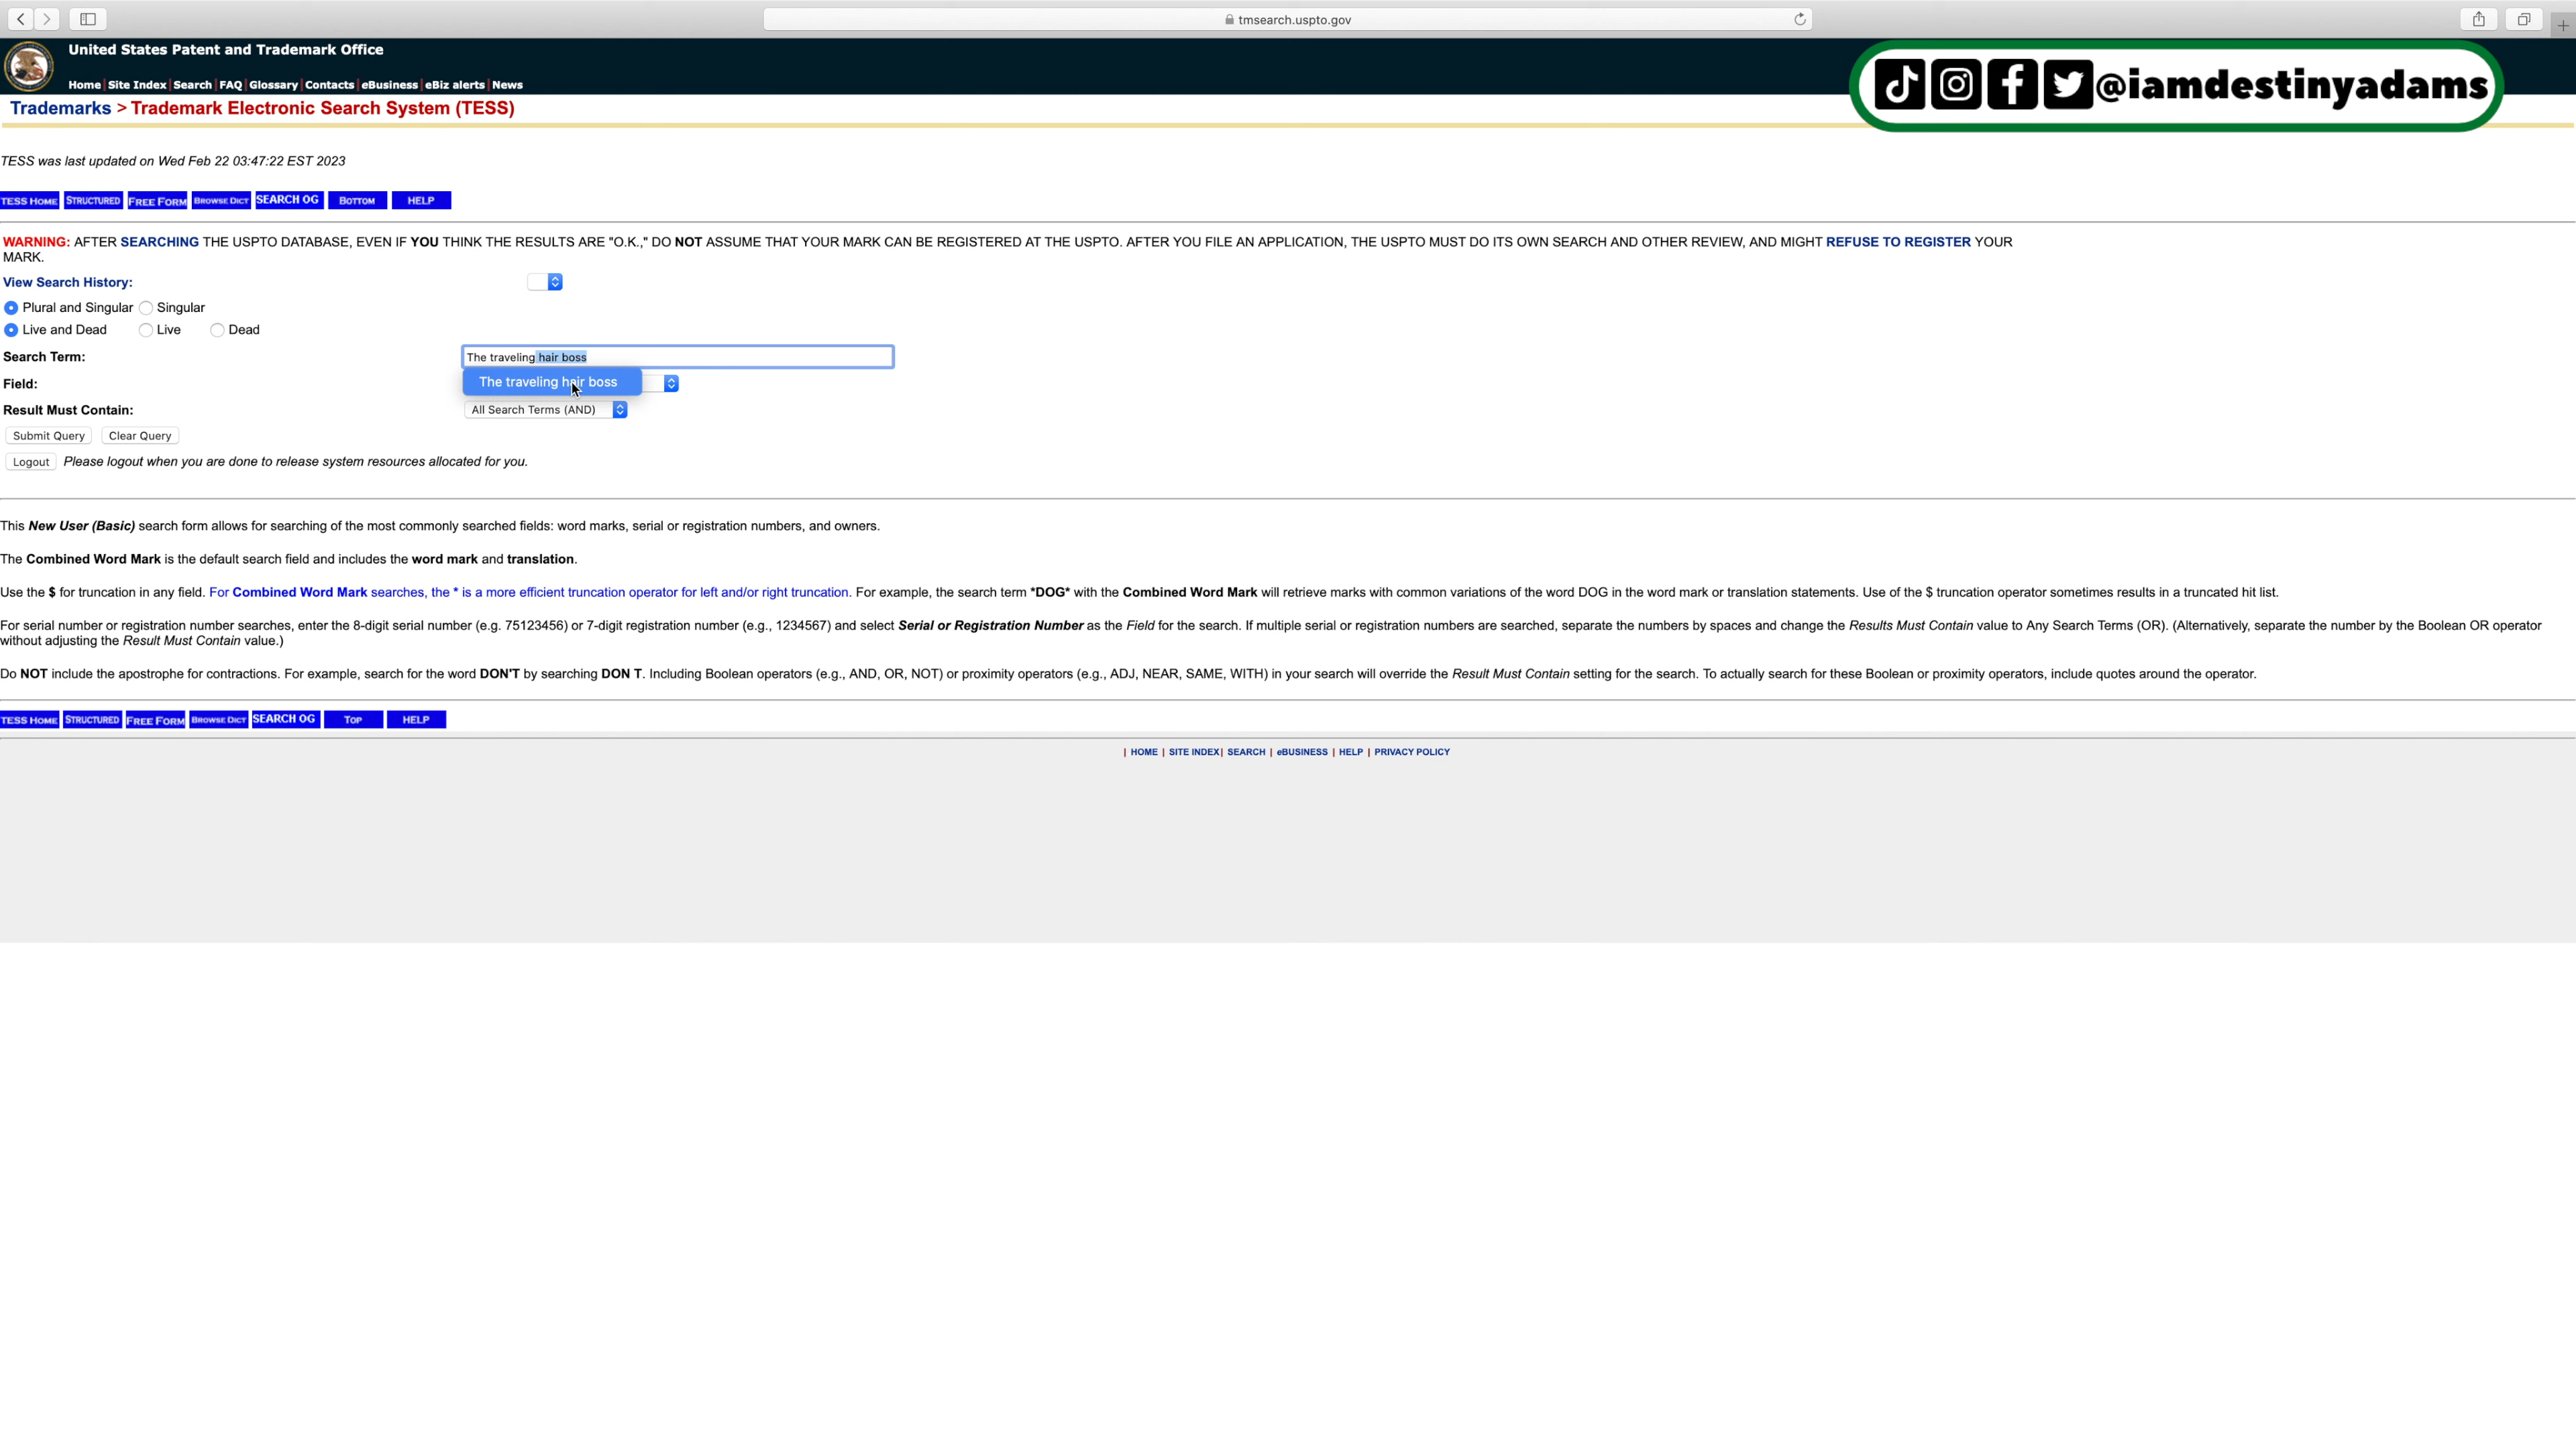 tmsearch.uspto.gov
United States Patent and Trademark Office
Home | Site Index | Search | FAQ | Glossary | Contacts | eBusiness | eBiz alerts | News
@iamdestinyadams
Trademarks > Trademark Electronic Search System (TESS)
TESS was last updated on Wed Feb 22 03:47:22 EST 2023
TESS HOME STRUCTURED FREE FORM BROWSE DICT SEARCH OG BOTTOM HELP
WARNING: AFTER SEARCHING THE USPTO DATABASE, EVEN IF YOU THINK THE RESULTS ARE "O.K.," DO NOT ASSUME THAT YOUR MARK CAN BE REGISTERED AT THE USPTO. AFTER YOU FILE AN APPLICATION, THE USPTO MUST DO ITS OWN SEARCH AND OTHER REVIEW, AND MIGHT REFUSE TO REGISTER YOUR
MARK.
View Search History:
Plural and Singular Singular
Live and Dead Live Dead
Search Term: The traveling hair boss
Field: The traveling hair boss
Result Must Contain: All Search Terms (AND)
Submit Query Clear Query
Logout Please logout when you are done to release system resources allocated for you.
This New User (Basic) search form allows for searching of the most commonly searched fields: word marks, serial or registration numbers, and owners.
The Combined Word Mark is the default search field and includes the word mark and translation.
Use the $ for truncation in any field. For Combined Word Mark searches, the * is a more efficient truncation operator for left and/or right truncation. For example, the search term *DOG* with the Combined Word Mark will retrieve marks with common variations of the word DOG in the word mark or translation statements. Use of the $ truncation operator sometimes results in a truncated hit list.
For serial number or registration number searches, enter the 8-digit serial number (e.g. 75123456) or 7-digit registration number (e.g., 1234567) and select Serial or Registration Number as the Field for the search. If multiple serial or registration numbers are searched, separate the numbers by spaces and change the Results Must Contain value to Any Search Terms (OR). (Alternatively, separate the number by the Boolean OR operator
without adjusting the Result Must Contain value.)
Do NOT include the apostrophe for contractions. For example, search for the word DON'T by searching DON T. Including Boolean operators (e.g., AND, OR, NOT) or proximity operators (e.g., ADJ, NEAR, SAME, WITH) in your search will override the Result Must Contain setting for the search. To actually search for these Boolean or proximity operators, include quotes around the operator.
TESS HOME STRUCTURED FREE FORM BROWSE DICT SEARCH OG TOP HELP
| HOME | SITE INDEX | SEARCH | eBUSINESS | HELP | PRIVACY POLICY